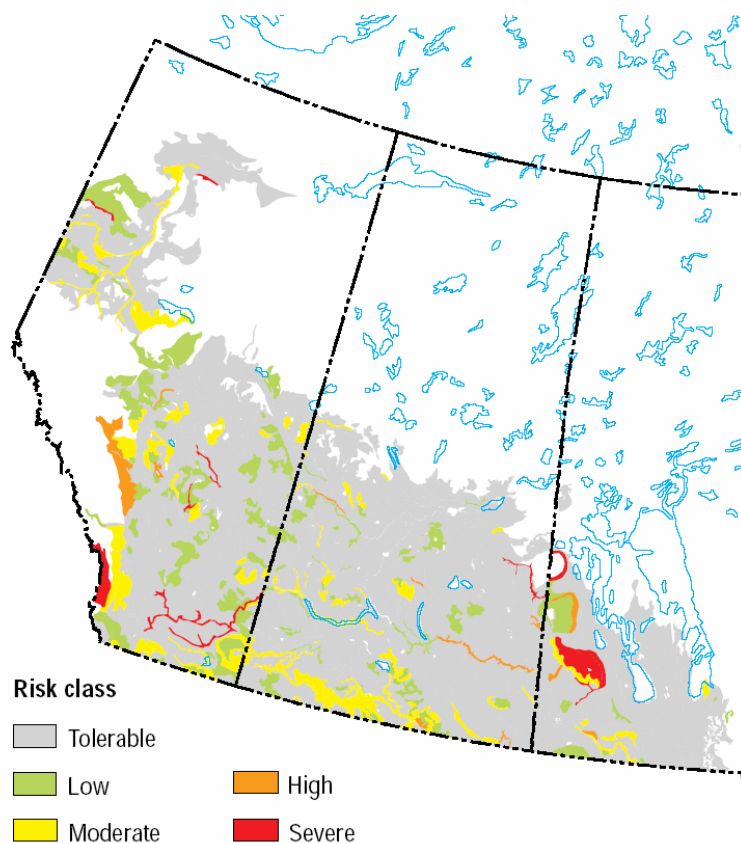 Risk class
Tolerable
Low
High
Moderate
Severe